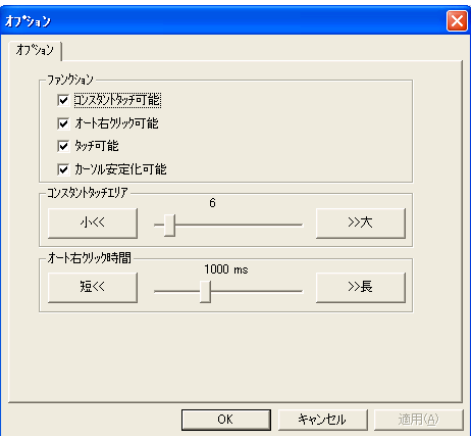 オプション
オプション
ファンクション
コンスタントタッチ可能
オート右クリック可能
タッチ可能
カーソル安定化可能
コンスタントタッチエリア
6
小<<
>>大
オート右クリック時間
1000 ms
短<<
>>長
OK
キャンセル
適用(A)